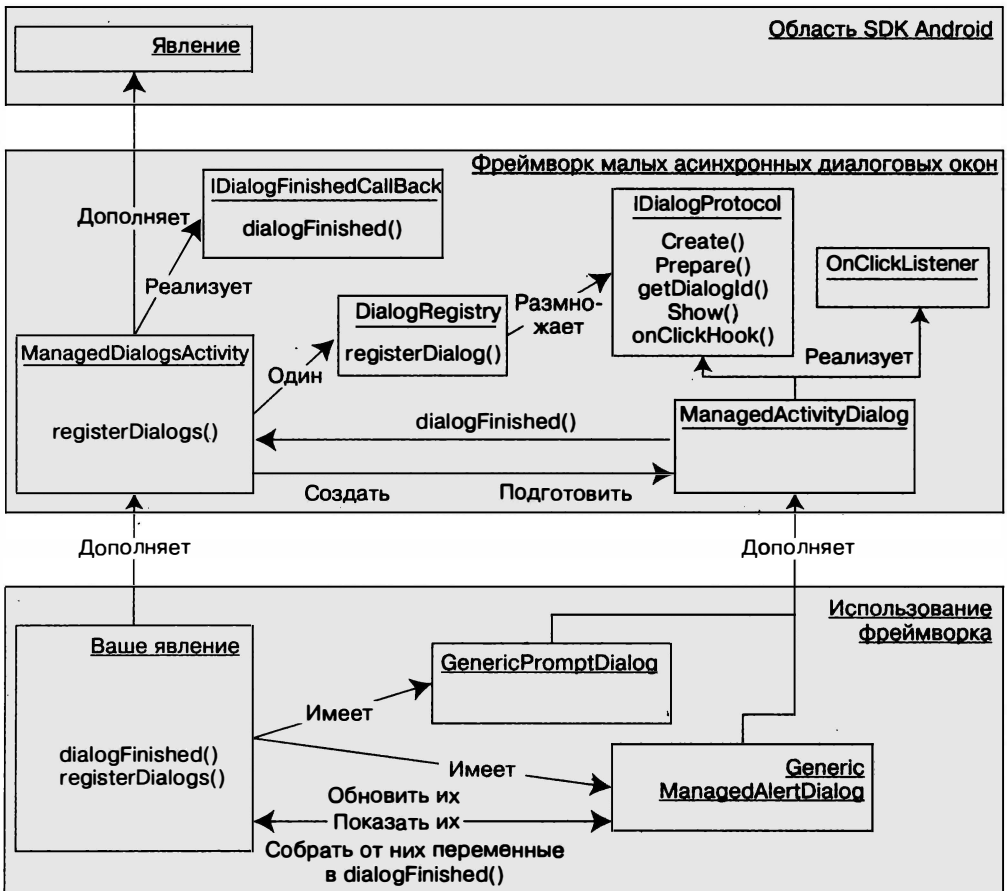 Область SDK Android
Явление
Фреймворк малых асинхронных диалоговых окон
IDialogFinishedCallBack
dialogFinished()
Дополняет
Реализует
IDialogProtocol
Create()
Prepare()
getDialogId()
Show()
onClickHook()
OnClickListener
DialogRegistry
registerDialog()
Размно-
жает
Один
Реализует
ManagedDialogsActivity
registerDialogs()
dialogFinished()
ManagedActivityDialog
Создать
Подготовить
Дополняет
Дополняет
Использование
фреймворка
Ваше явление
dialogFinished()
registerDialogs()
GenericPromptDialog
Имеет
Имеет
Generic
ManagedAlertDialog
Обновить их
Показать их
Собрать от них переменные
в dialogFinished()